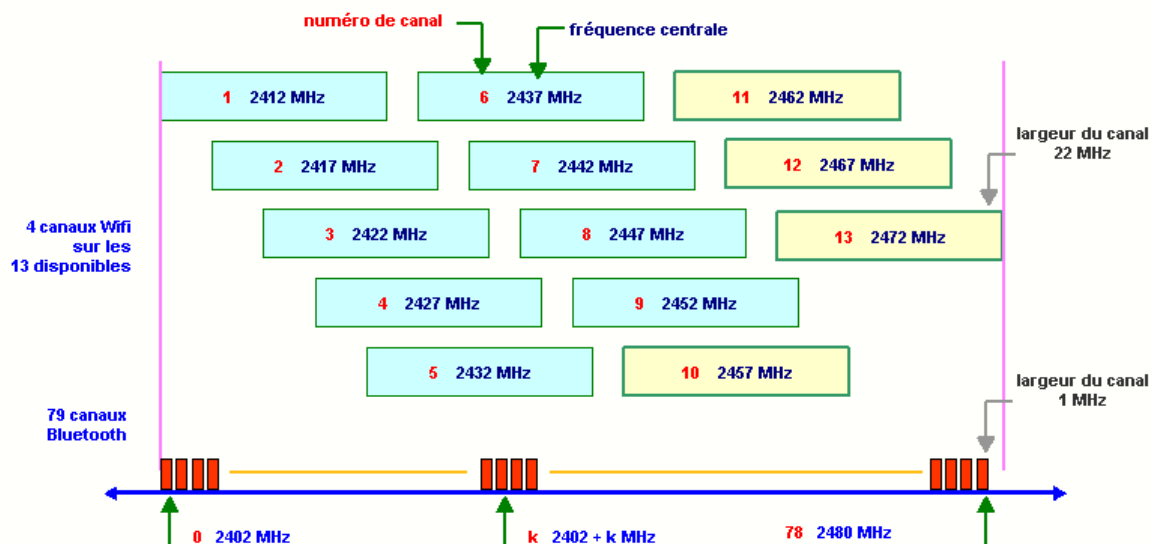 numéro de canal
fréquence centrale
1 2412 MHz
6 2437 MHz
11 2462 MHz
largeur du canal
22 MHz
2 2417 MHz
7 2442 MHz
12 2467 MHz
4 canaux Wifi
sur les
13 disponibles
3 2422 MHz
8 2447 MHz
13 2472 MHz
4 2427 MHz
9 2452 MHz
5 2432 MHz
10 2457 MHz
largeur du canal
1 MHz
79 canaux
Bluetooth
0 2402 MHz
k 2402 + k MHz
78 2480 MHz